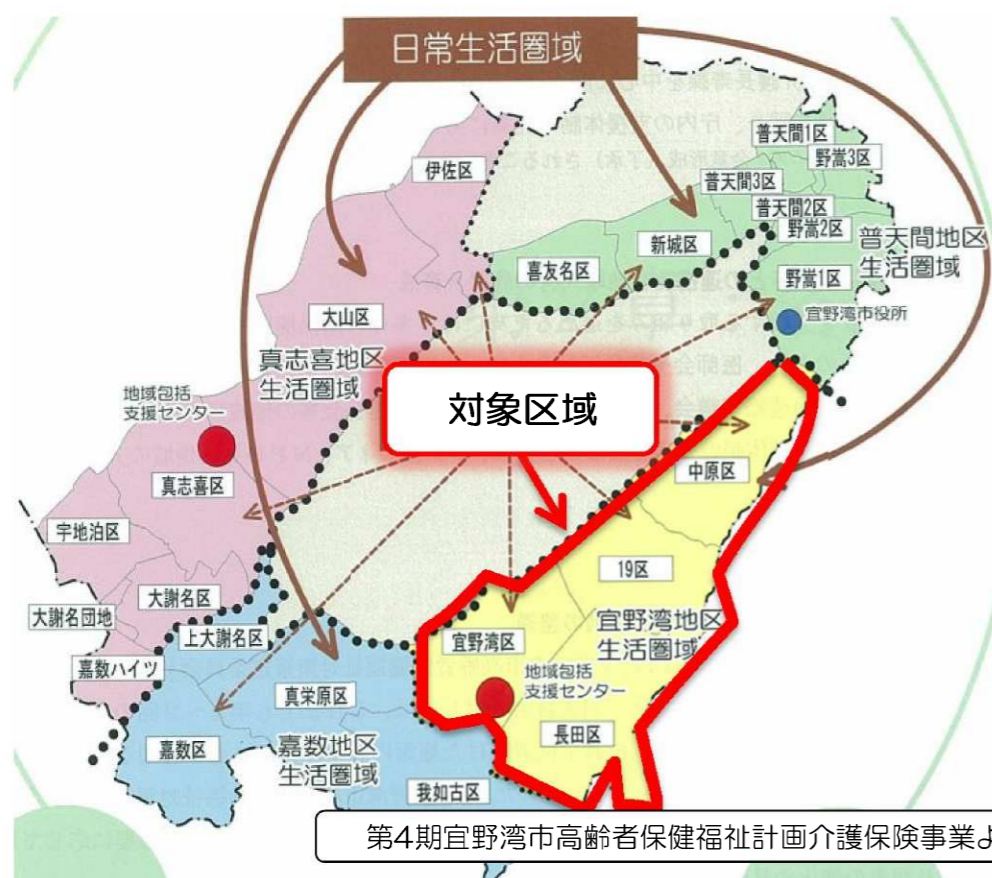 日常生活圏域
普天間1区
野嵩3区
伊佐区
普天間3区
普天間2区
野嵩2区
普天間地区
生活圏域
新城区
喜友名区
野嵩1区
宜野湾市役所
大山区
真志喜地区
生活圏域
対象区域
地域包括
支援センター
中原区
真志喜区
宇地泊区
19区
大謝名区
大謝名団地
宜野湾地区
生活圏域
上大謝名区
宜野湾区
嘉数ハイツ
地域包括
支援センター
真栄原区
長田区
嘉数区
嘉数地区
生活圏域
我如古区
第4期宜野湾市高齢者保健福祉計画介護保険事業よ